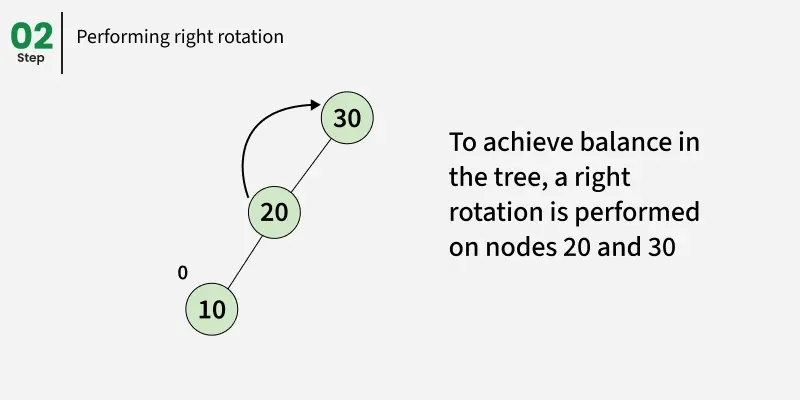 02
Step
Performing right rotation
30
20
0
10
To achieve balance in
the tree, a right
rotation is performed
on nodes 20 and 30